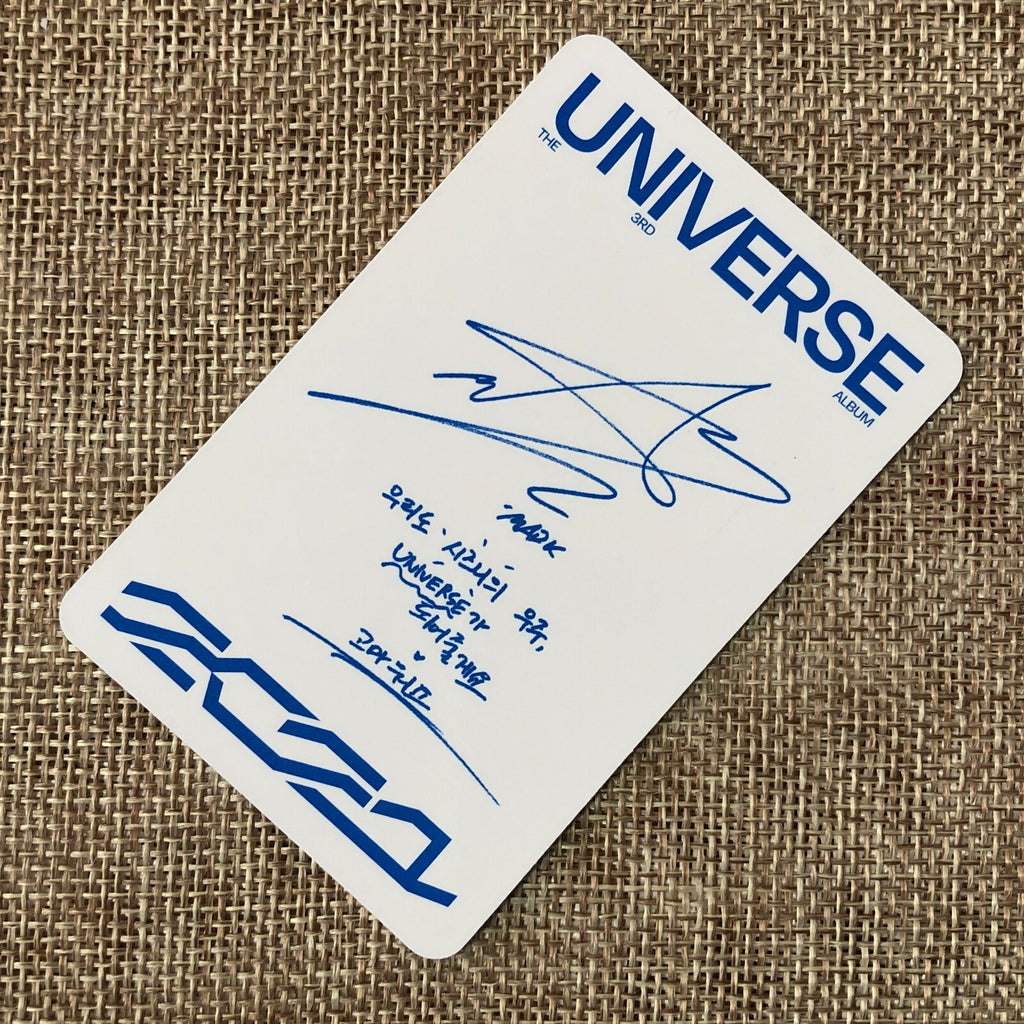 UNIVERSE
THE 3RD ALBUM
MARK
우리도, 시즈니의 우주,
UNIVERSE가
되어줄게요
♥
고마워요
2021